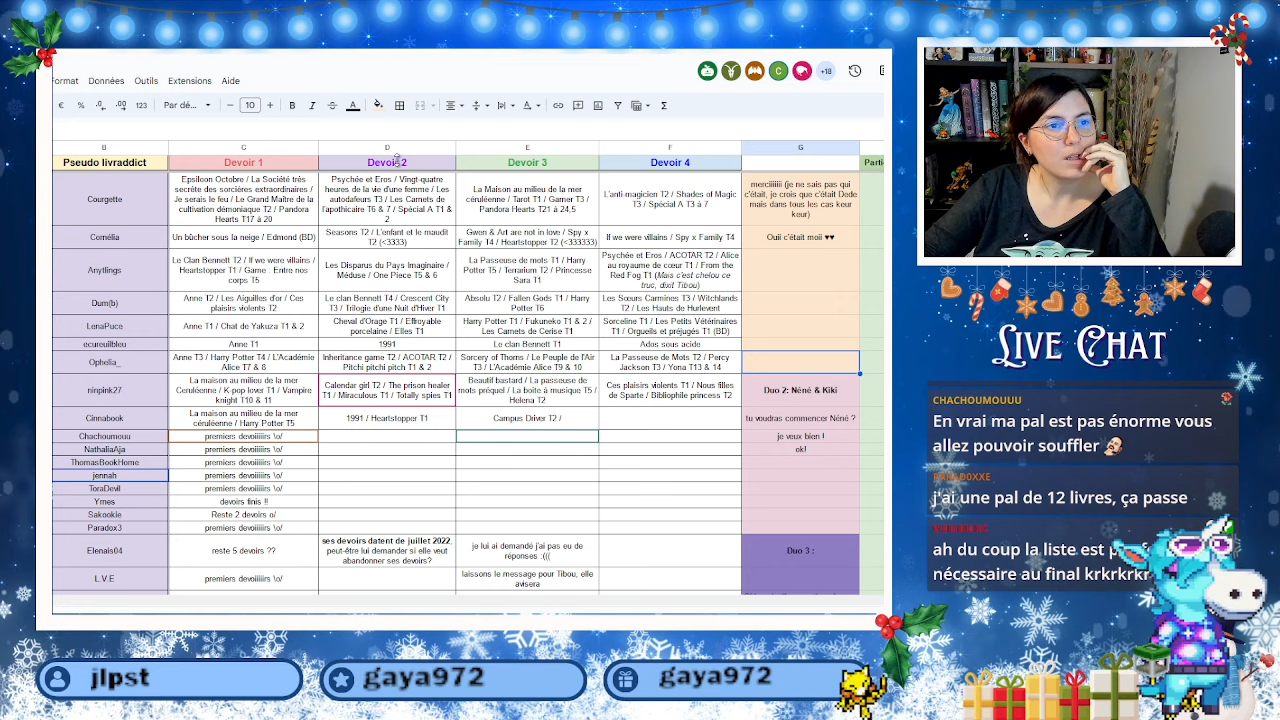 ormat Données Outils Extensions Aide
+18
€ % .0 .00 123 Par dé... 10 B I A Σ
B C D E F G
Pseudo livraddict Devoir 1 Devoir 2 Devoir 3 Devoir 4 Parti
Courgette
Epsiloon Octobre / La Société très
secrète des sorcières extraordinaires /
Je serais le feu / Le Grand Maître de la
cultivation démoniaque T2 / Pandora
Hearts T17 à 20
Psychée et Eros / Vingt-quatre
heures de la vie d'une femme / Les
autodafeurs T3 / Les Carnets de
l'apothicaire T6 & 7 / Spécial A T1 &
2
La Maison au milieu de la mer
céruléenne / Tarot T1 / Gamer T3 /
Pandora Hearts T21 à 24,5
L'anti-magicien T2 / Shades of Magic
T3 / Spécial A T3 à 7
merciiiiiii (je ne sais pas qui
c'était, je crois que c'était Dede
mais dans tous les cas keur
keur)
Cornélia
Un bûcher sous la neige / Edmond (BD)
Seasons T2 / L'enfant et le maudit
T2 (<3333)
Gwen & Art are not in love / Spy x
Family T4 / Heartstopper T2 (<333333)
If we were villains / Spy x Family T4
Ouii c'était moii ♥♥
Anytlings
Le Clan Bennett T2 / If we were villains /
Heartstopper T1 / Game : Entre nos
corps T5
Les Disparus du Pays Imaginaire /
Méduse / One Piece T5 & 6
La Passeuse de mots T1 / Harry
Potter T5 / Terrarium T2 / Princesse
Sara T1
Psychée et Eros / ACOTAR T2 / Alice
au royaume de cœur T1 / From the
Red Fog T1 (Mais c'est chelou ce
truc, dixit Tibou)
Dum(b)
Anne T2 / Les Aiguilles d'or / Ces
plaisirs violents T2
Le clan Bennett T4 / Crescent City
T3 / Trilogie d'une Nuit d'Hiver T1
Absolu T2 / Fallen Gods T1 / Harry
Potter T6
Les Sœurs Carmines T3 / Witchlands
T2 / Les Hauts de Hurlevent
LenaPuce
Anne T1 / Chat de Yakuza T1 & 2
Cheval d'Orage T1 / Effroyable
porcelaine / Elles T1
Harry Potter T1 / Fukuneko T1 & 2 /
Les Carnets de Cerise T1
Sorceline T1 / Les Petits Vétérinaires
T1 / Orgueils et préjugés T1 (BD)
ecureuilbleu
Anne T1
1991
Le clan Bennett T1
Ados sous acide
Ophelia_
Anne T3 / Harry Potter T4 / L'Académie
Alice T7 & 8
Inheritance game T2 / ACOTAR T2 /
Pitchi pitchi pitch T1 & 2
Sorcery of Thorns / Le Peuple de l'Air
T3 / L'Académie Alice T9 & 10
La Passeuse de Mots T2 / Percy
Jackson T3 / Yona T13 & 14
ninpink27
La maison au milieu de la mer
Céruléenne / K-pop lover T1 / Vampire
knight T10 & 11
Calendar girl T2 / The prison healer
T1 / Miraculous T1 / Totally spies T1
Beautif bastard / La passeuse de
mots préquel / La boîte à musique T5 /
Helena T2
Ces plaisirs violents T1 / Nous filles
de Sparte / Bibliophile princess T2
Duo 2: Néné & Kiki
Cinnabook
La maison au milieu de la mer
céruléenne / Harry Potter T5
1991 / Heartstopper T1
Campus Driver T2 /
tu voudras commencer Néné ?
Chachoumouu
premiers devoiiiiirs \o/
je veux bien !
NathaliaAja
premiers devoiiiiirs \o/
ok!
ThomasBookHome
premiers devoiiiiirs \o/
jennah
premiers devoiiiiirs \o/
ToraDevil
premiers devoiiiiirs \o/
Ymes
devoirs finis !!
Sakookie
Reste 2 devoirs o/
Paradox3
premiers devoiiiiirs \o/
Elenais04
reste 5 devoirs ??
ses devoirs datent de juillet 2022,
peut-être lui demander si elle veut
abandonner ses devoirs?
je lui ai demandé j'ai pas eu de
réponses :(((
Duo 3 :
L.V.E
premiers devoiiiiirs \o/
laissons le message pour Tibou, elle
avisera
LIVE CHAT
CHACHOUMOUUU
En vrai ma pal est pas énorme vous
allez pouvoir souffler
j'ai une pal de 12 livres, ça passe
ah du coup la liste est
nécessaire au final krkrkrkr
jlpst
gaya972
gaya972